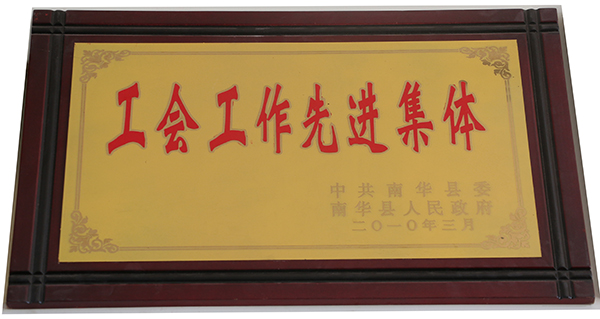 工会工作先进集体
中共南华县委
南华县人民政府
二〇一〇年三月